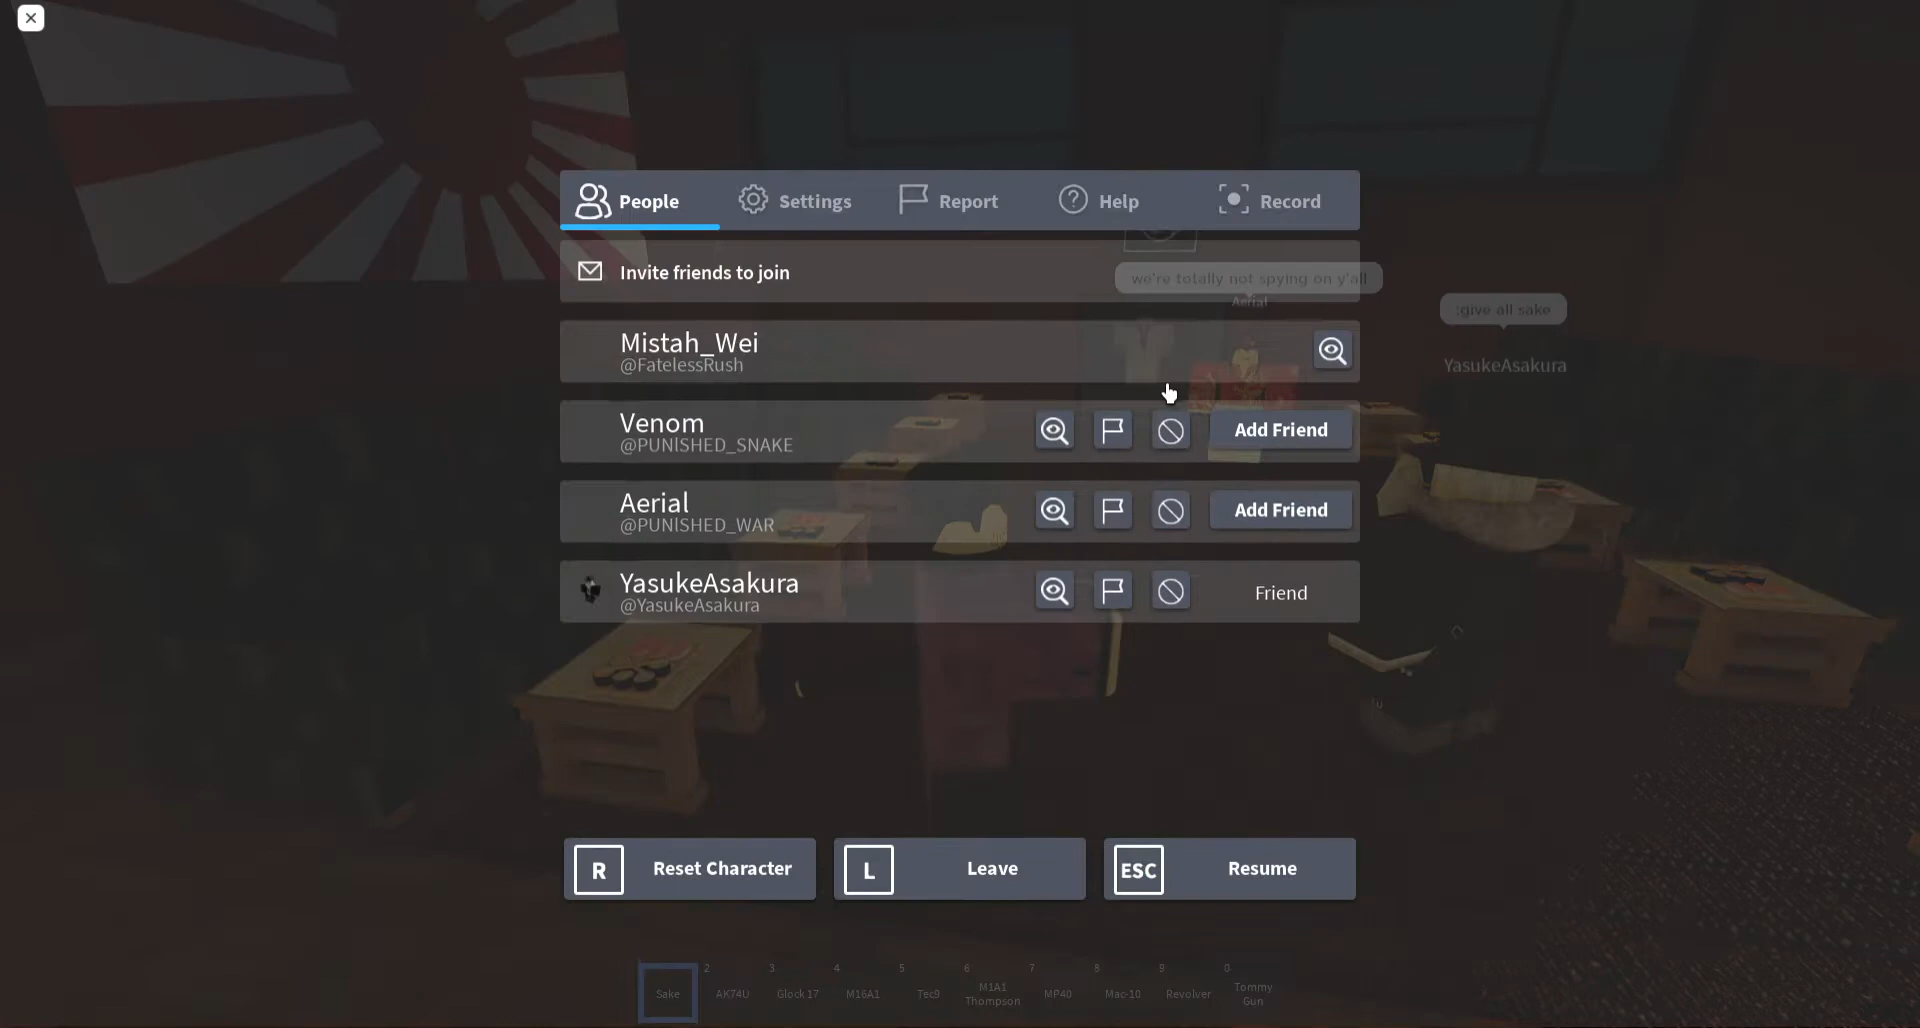 People
Settings
Report
Help
Record
Invite friends to join
we're totally not spying on y'all
Aerial
:give all sake
YasukeAsakura
Mistah_Wei
@FatelessRush
Venom
@PUNISHED_SNAKE
Add Friend
Aerial
@PUNISHED_WAR
Add Friend
YasukeAsakura
@YasukeAsakura
Friend
R Reset Character
L Leave
ESC Resume
Sake
2 AK74U
3 Glock 17
4 M16A1
5 Tec9
6 M1A1 Thompson
7 MP40
8 Mac-10
9 Revolver
0 Tommy Gun